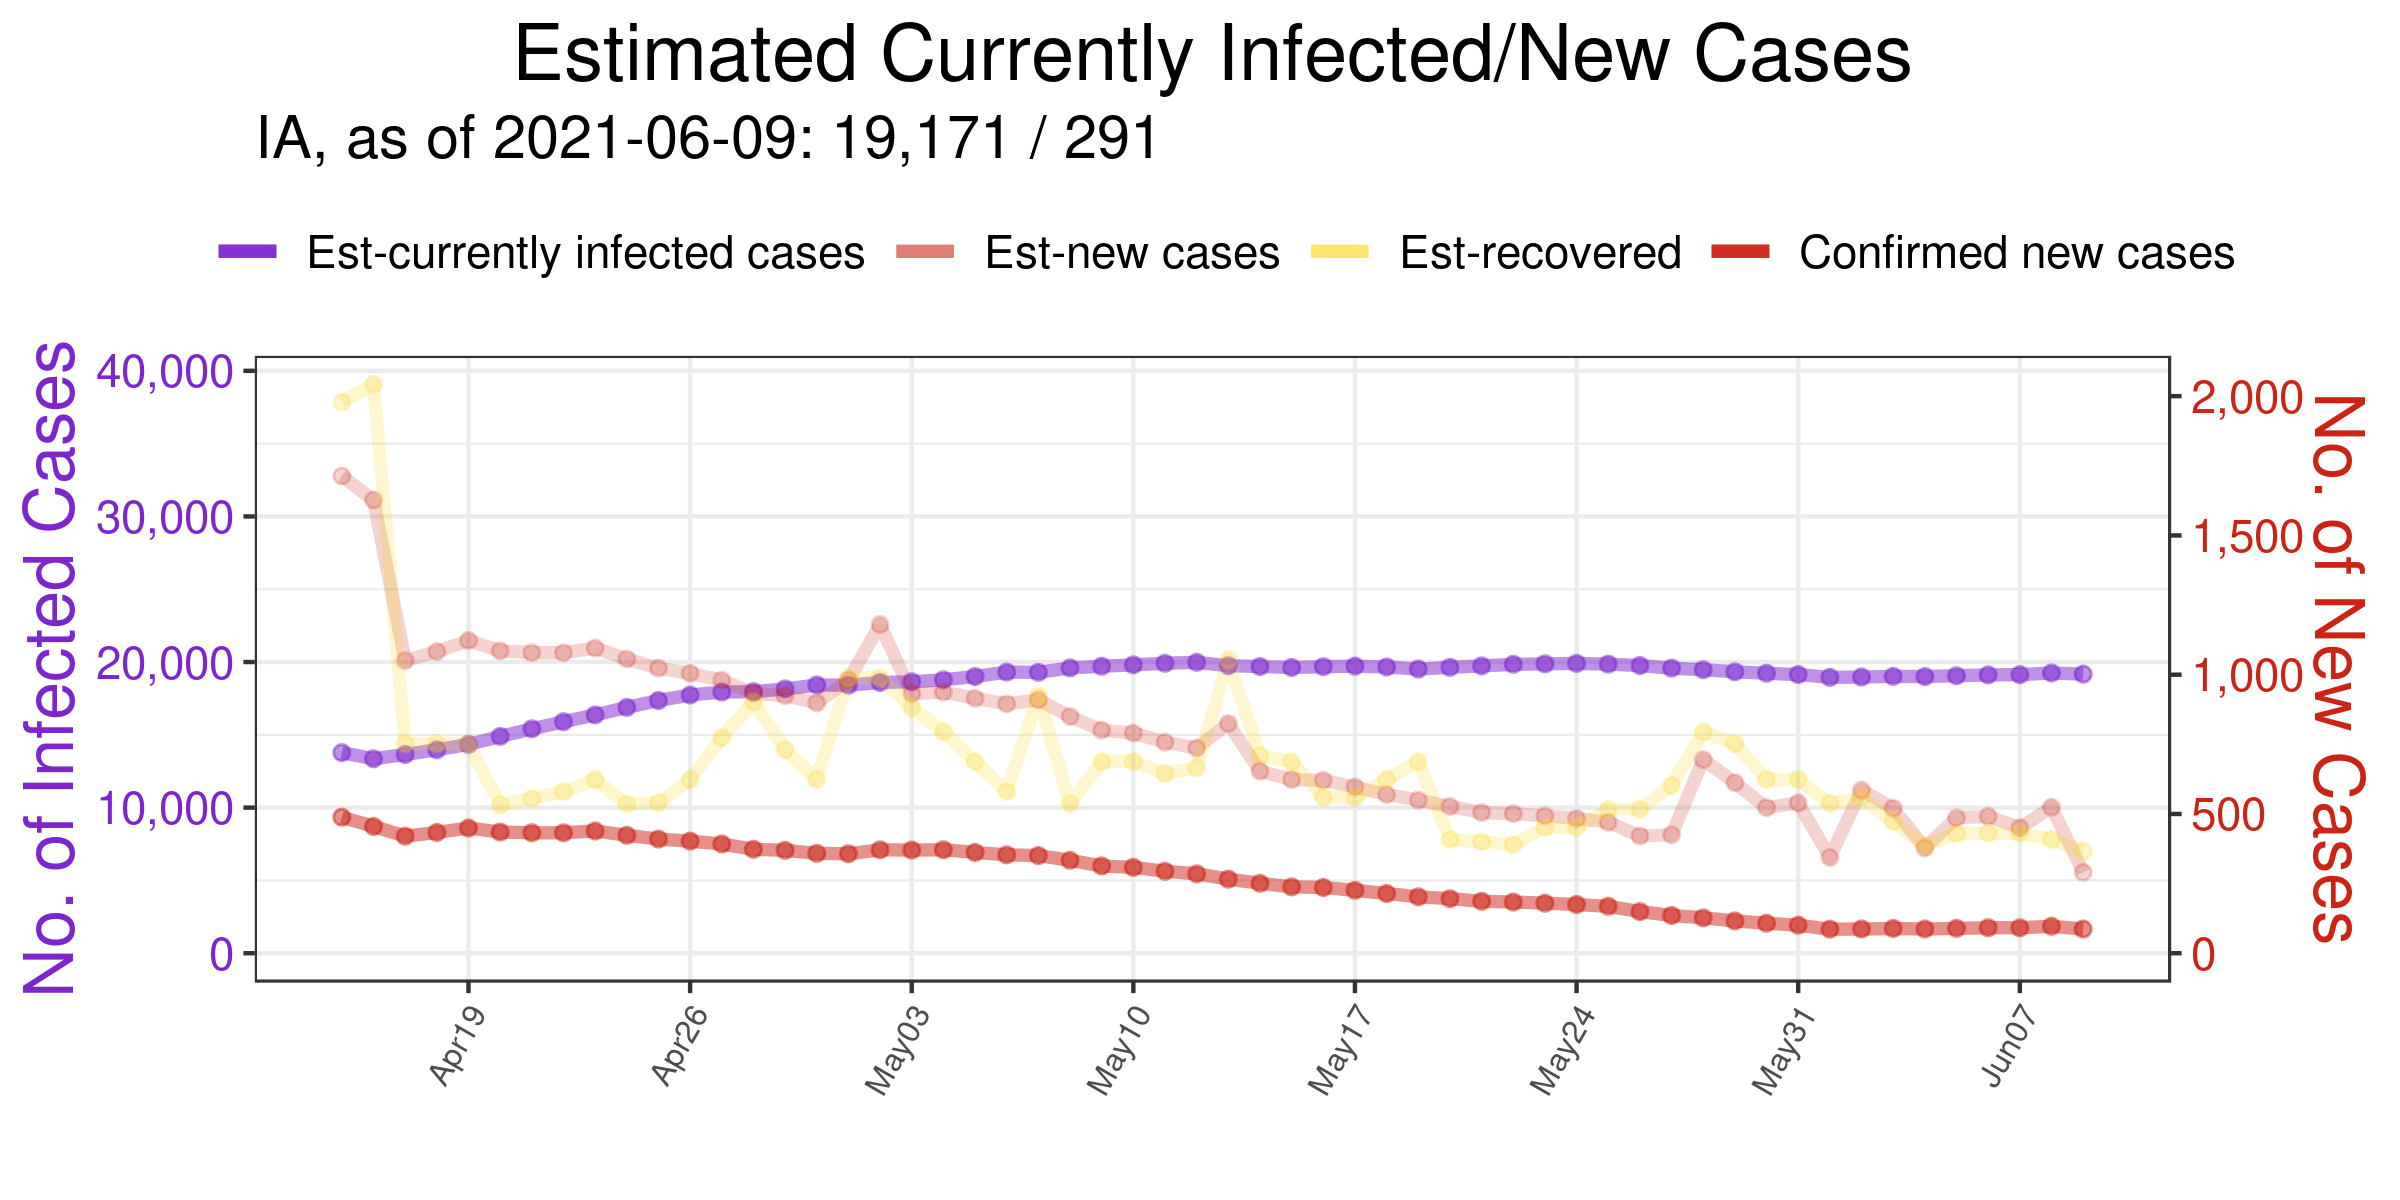 Estimated Currently Infected/New Cases
IA, as of 2021-06-09: 19,171 / 291
Est-currently infected cases
Est-new cases
Est-recovered
Confirmed new cases
No. of Infected Cases
40,000
30,000
20,000
10,000
0
2,000
1,500
1,000
500
0
No. of New Cases
Apr19
Apr26
May03
May10
May17
May24
May31
Jun07